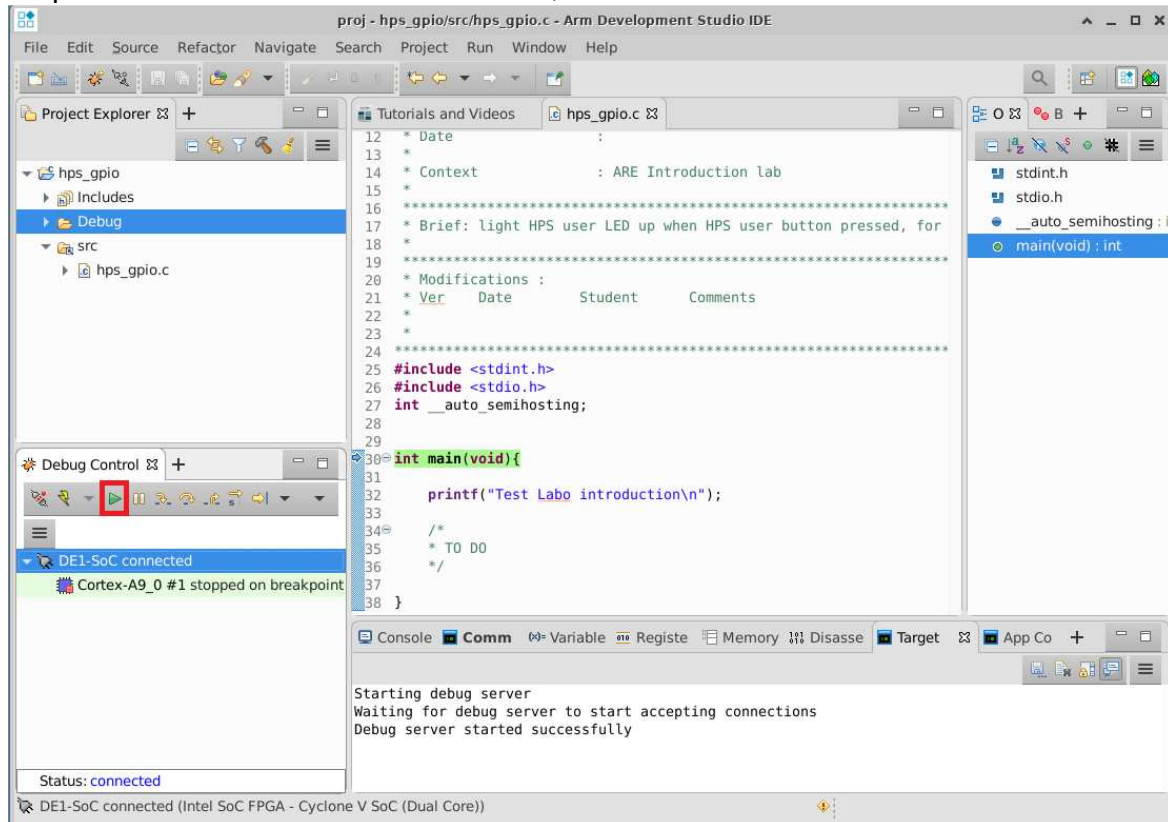 proj - hps_gpio/src/hps_gpio.c - Arm Development Studio IDE
File Edit Source Refactor Navigate Search Project Run Window Help
Project Explorer
hps_gpio
Includes
Debug
src
hps_gpio.c
Tutorials and Videos hps_gpio.c
12 * Date :
13 *
14 * Context : ARE Introduction lab
15 *
16 *****************************************************************************
17 * Brief: light HPS user LED up when HPS user button pressed, for
18 *
19 *****************************************************************************
20 * Modifications :
21 * Ver Date Student Comments
22 *
23 *
24 *****************************************************************************
25 #include <stdint.h>
26 #include <stdio.h>
27 int __auto_semihosting;
28
29
30 int main(void){
31
32 printf("Test Labo introduction\n");
33
34 /*
35 * TO DO
36 */
37
38 }
O B
stdint.h
stdio.h
__auto_semihosting : i
main(void) : int
Debug Control
DE1-SoC connected
Cortex-A9_0 #1 stopped on breakpoint
Status: connected
Console Comm Variable Registe Memory Disasse Target App Co
Starting debug server
Waiting for debug server to start accepting connections
Debug server started successfully
DE1-SoC connected (Intel SoC FPGA - Cyclone V SoC (Dual Core))